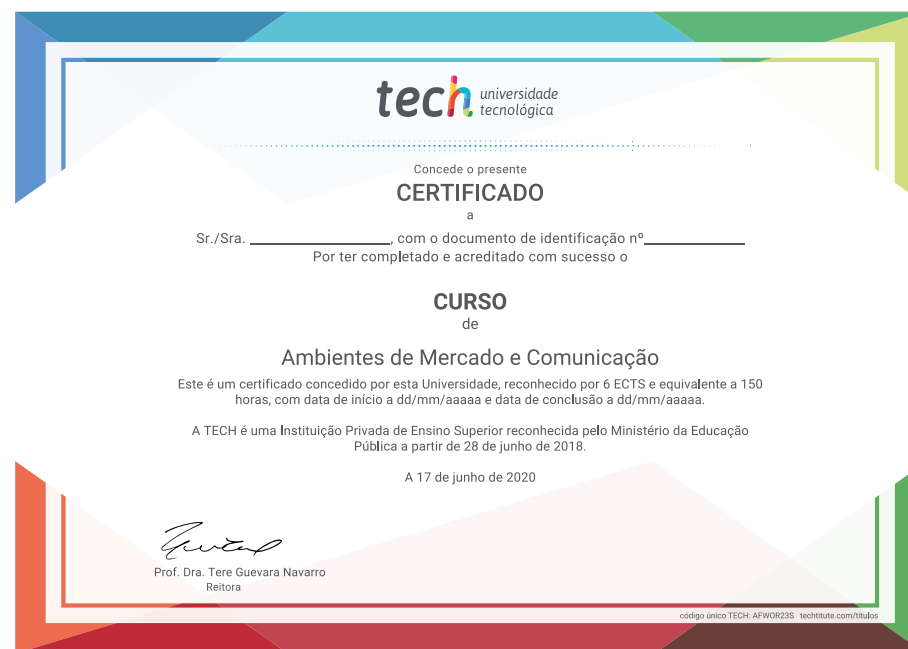 tech universidade
tecnológica
Concede o presente
CERTIFICADO
a
Sr./Sra. ____________________, com o documento de identificação nº______________
Por ter completado e acreditado com sucesso o
CURSO
de
Ambientes de Mercado e Comunicação
Este é um certificado concedido por esta Universidade, reconhecido por 6 ECTS e equivalente a 150
horas, com data de início a dd/mm/aaaaa e data de conclusão a dd/mm/aaaaa.
A TECH é uma Instituição Privada de Ensino Superior reconhecida pelo Ministério da Educação
Pública a partir de 28 de junho de 2018.
A 17 de junho de 2020
Prof. Dra. Tere Guevara Navarro
Reitora
código único TECH: AFWOR23S techtitute.com/titulos